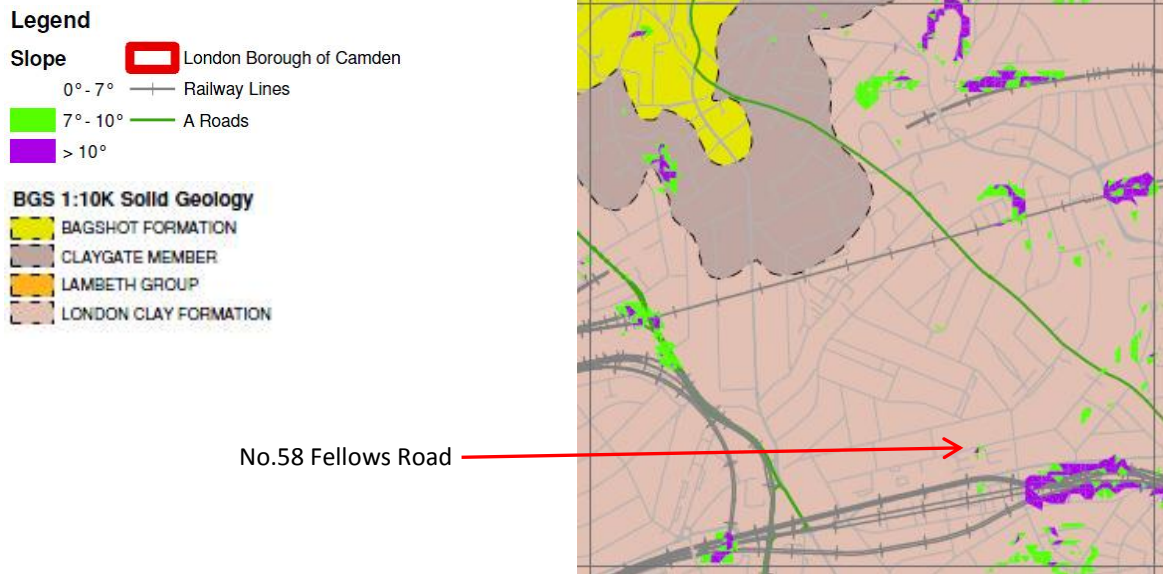 Legend
Slope
London Borough of Camden
0° - 7°
Railway Lines
7° - 10°
A Roads
> 10°
BGS 1:10K Solid Geology
BAGSHOT FORMATION
CLAYGATE MEMBER
LAMBETH GROUP
LONDON CLAY FORMATION
No.58 Fellows Road